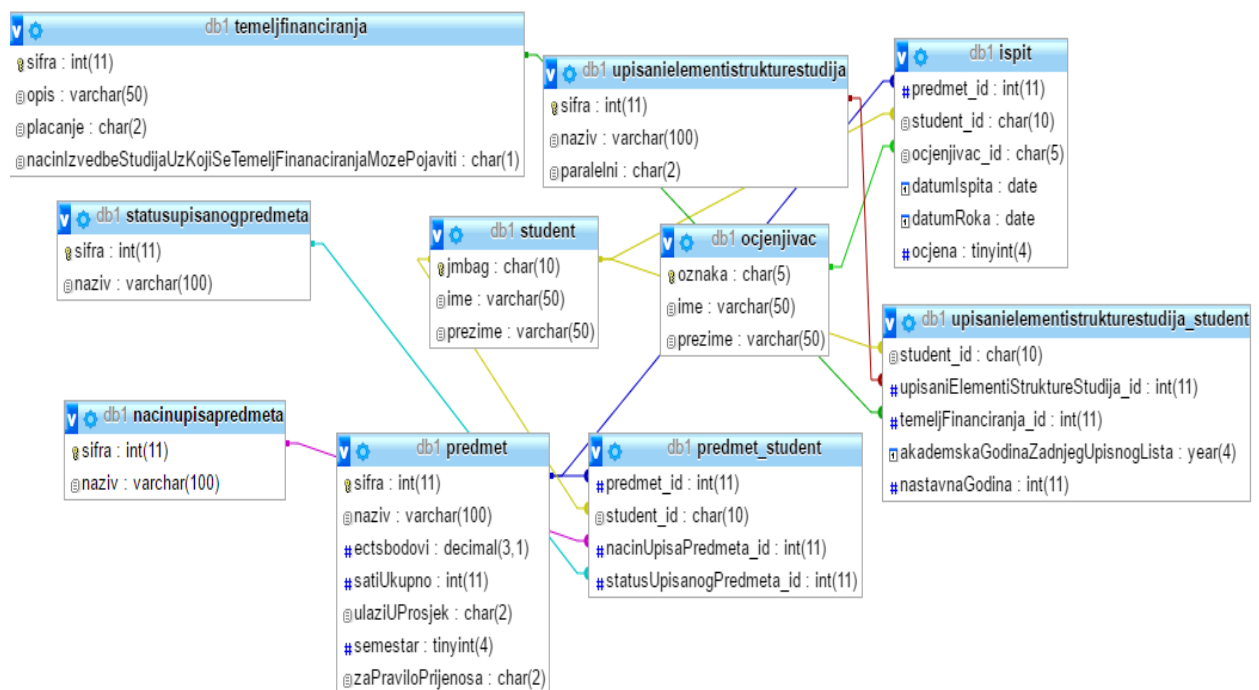 db1 temeljfinanciranja
sifra : int(11)
opis : varchar(50)
placanje : char(2)
nacinIzvedbeStudijaUzKojiSeTemeljFinanaciranjaMozePojaviti : char(1)
db1 upisanielementistrukturestudija
sifra : int(11)
naziv : varchar(100)
paralelni : char(2)
db1 ispit
predmet_id : int(11)
student_id : char(10)
ocjenjivac_id : char(5)
datumIspita : date
datumRoka : date
ocjena : tinyint(4)
db1 statusupisanogpredmeta
sifra : int(11)
naziv : varchar(100)
db1 student
jmbag : char(10)
ime : varchar(50)
prezime : varchar(50)
db1 ocjenjivac
oznaka : char(5)
ime : varchar(50)
prezime : varchar(50)
db1 upisanielementistrukturestudija_student
student_id : char(10)
upisaniElementiStruktureStudija_id : int(11)
temeljFinanciranja_id : int(11)
akademskaGodinaZadnjegUpisnogLista : year(4)
nastavnaGodina : int(11)
db1 nacinupisapredmeta
sifra : int(11)
naziv : varchar(100)
db1 predmet
sifra : int(11)
naziv : varchar(100)
ectsbodovi : decimal(3,1)
satiUkupno : int(11)
ulaziUProsjek : char(2)
semestar : tinyint(4)
zaPraviloPrijenosa : char(2)
db1 predmet_student
predmet_id : int(11)
student_id : char(10)
nacinUpisaPredmeta_id : int(11)
statusUpisanogPredmeta_id : int(11)